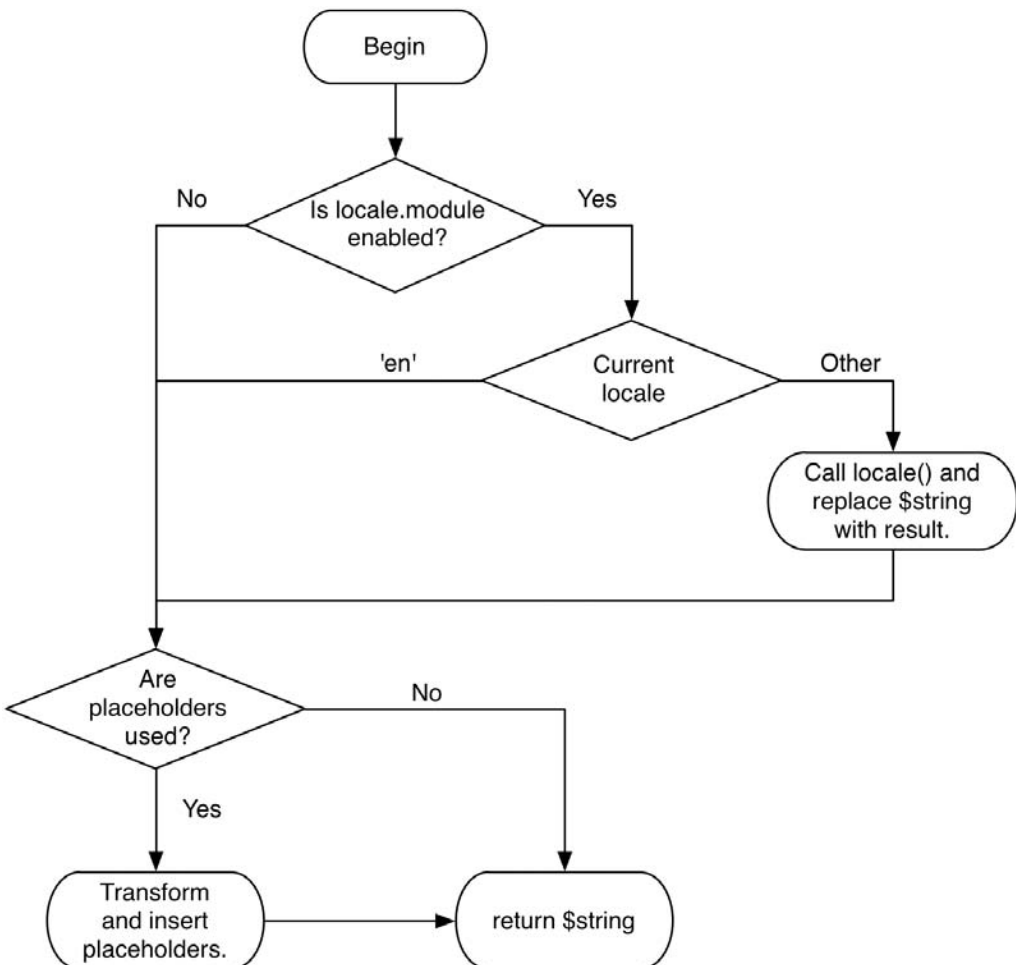 Begin
No
Is locale.module
enabled?
Yes
'en'
Current
locale
Other
Call locale() and
replace $string
with result.
Are
placeholders
used?
No
Yes
Transform
and insert
placeholders.
return $string